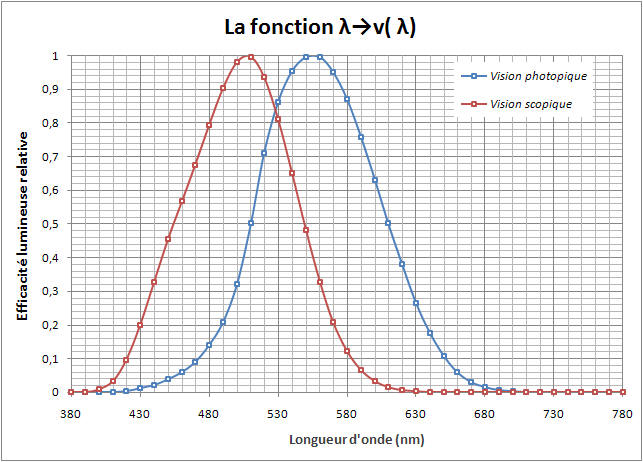 La fonction λ→v( λ)
Vision photopique
Vision scopique
Efficacité lumineuse relative
1
0,9
0,8
0,7
0,6
0,5
0,4
0,3
0,2
0,1
0
380 430 480 530 580 630 680 730 780
Longueur d'onde (nm)